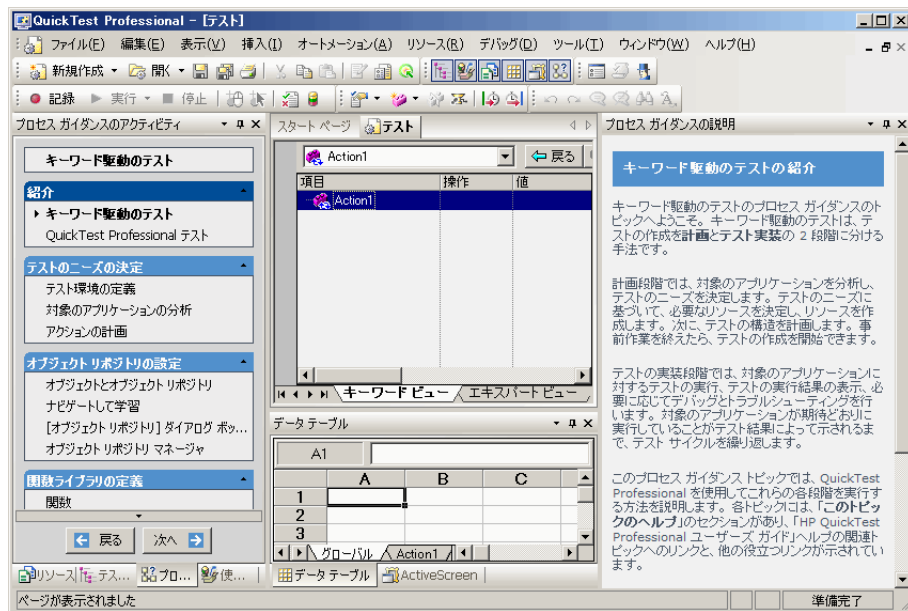 QuickTest Professional - [テスト]
ファイル(F) 編集(E) 表示(V) 挿入(I) オートメーション(A) リソース(R) デバッグ(D) ツール(T) ウィンドウ(W) ヘルプ(H)
新規作成 開く
記録 実行 停止
プロセス ガイダンスのアクティビティ
キーワード駆動のテスト
紹介
キーワード駆動のテスト
QuickTest Professional テスト
テストのニーズの決定
テスト環境の定義
対象のアプリケーションの分析
アクションの計画
オブジェクト リポジトリの設定
オブジェクトとオブジェクト リポジトリ
ナビゲートして学習
[オブジェクト リポジトリ] ダイアログ ボッ...
オブジェクト リポジトリ マネージャ
関数ライブラリの定義
関数
戻る 次へ
リソース テス... プロ... 使...
スタート ページ テスト
Action1 戻る
項目 操作 値
Action1
キーワード ビュー エキスパート ビュー
データ テーブル
A1
A B C
1
2
3
グローバル Action1
データ テーブル ActiveScreen
プロセス ガイダンスの説明
キーワード駆動のテストの紹介
キーワード駆動のテストのプロセス ガイダンスのト
ピックへようこそ。キーワード駆動のテストは、テ
ストの作成を計画とテスト実装の 2 段階に分ける
手法です。
計画段階では、対象のアプリケーションを分析し、
テストのニーズを決定します。テストのニーズに
基づいて、必要なリソースを決定し、リソースを作
成します。次に、テストの構造を計画します。事
前作業を終えたら、テストの作成を開始できます。
テストの実装段階では、対象のアプリケーションに
対するテストの実行、テストの実行結果の表示、必
要に応じてデバッグとトラブルシューティングを行
います。対象のアプリケーションが期待どおりに
実行していることがテスト結果によって示されるま
で、テスト サイクルを繰り返します。
このプロセス ガイダンス トピックでは、QuickTest
Professional を使用してこれらの各段階を実行す
る方法を説明します。各トピックには、「このトピッ
クのヘルプ」のセクションがあり、「HP QuickTest
Professional ユーザーズ ガイド」ヘルプの関連ト
ピックへのリンクと、他の役立つリンクが示されてい
ます。
ページが表示されました 準備完了